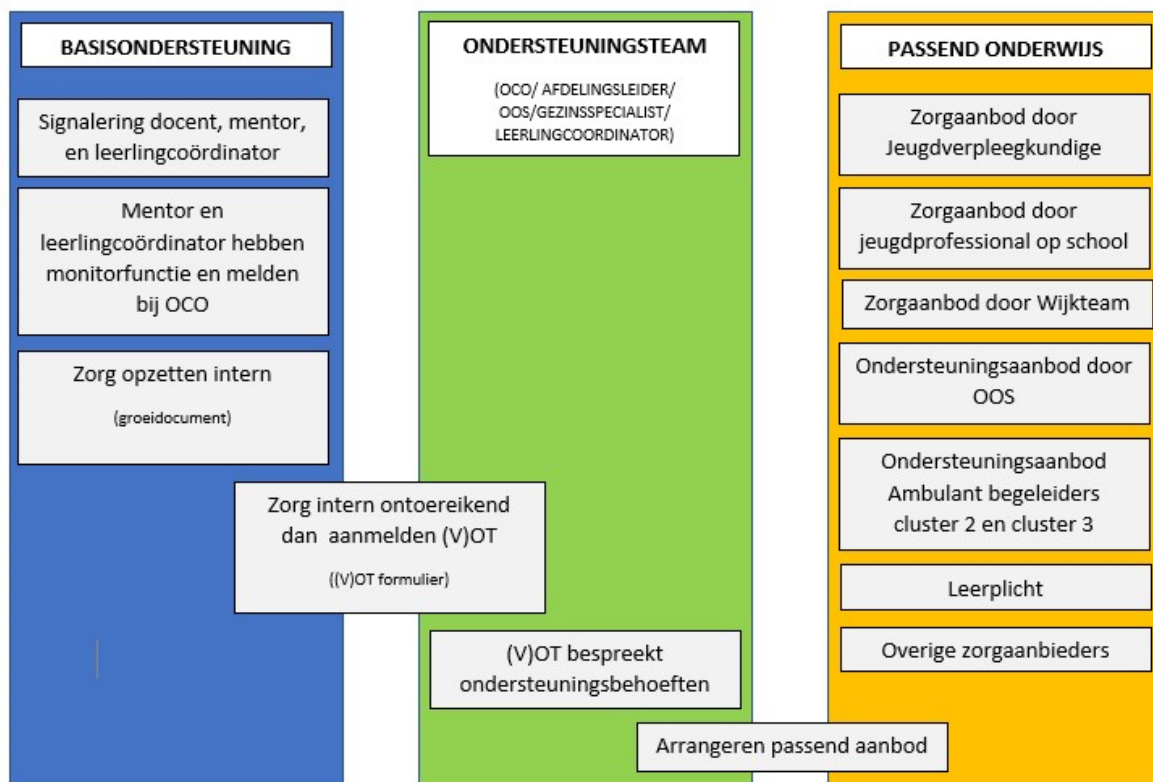 BASISONDERSTEUNING
Signalering docent, mentor,
en leerlingcoördinator
Mentor en
leerlingcoördinator hebben
monitorfunctie en melden
bij OCO
Zorg opzetten intern
(groeidocument)
Zorg intern ontoereikend
dan aanmelden (V)OT
((V)OT formulier)
ONDERSTEUNINGSTEAM
(OCO/ AFDELINGSLEIDER/
OOS/GEZINSSPECIALIST/
LEERLINGCOORDINATOR)
(V)OT bespreekt
ondersteuningsbehoeften
Arrangeren passend aanbod
PASSEND ONDERWIJS
Zorgaanbod door
Jeugdverpleegkundige
Zorgaanbod door
jeugdprofessional op school
Zorgaanbod door Wijkteam
Ondersteuningsaanbod door
OOS
Ondersteuningsaanbod
Ambulant begeleiders
cluster 2 en cluster 3
Leerplicht
Overige zorgaanbieders